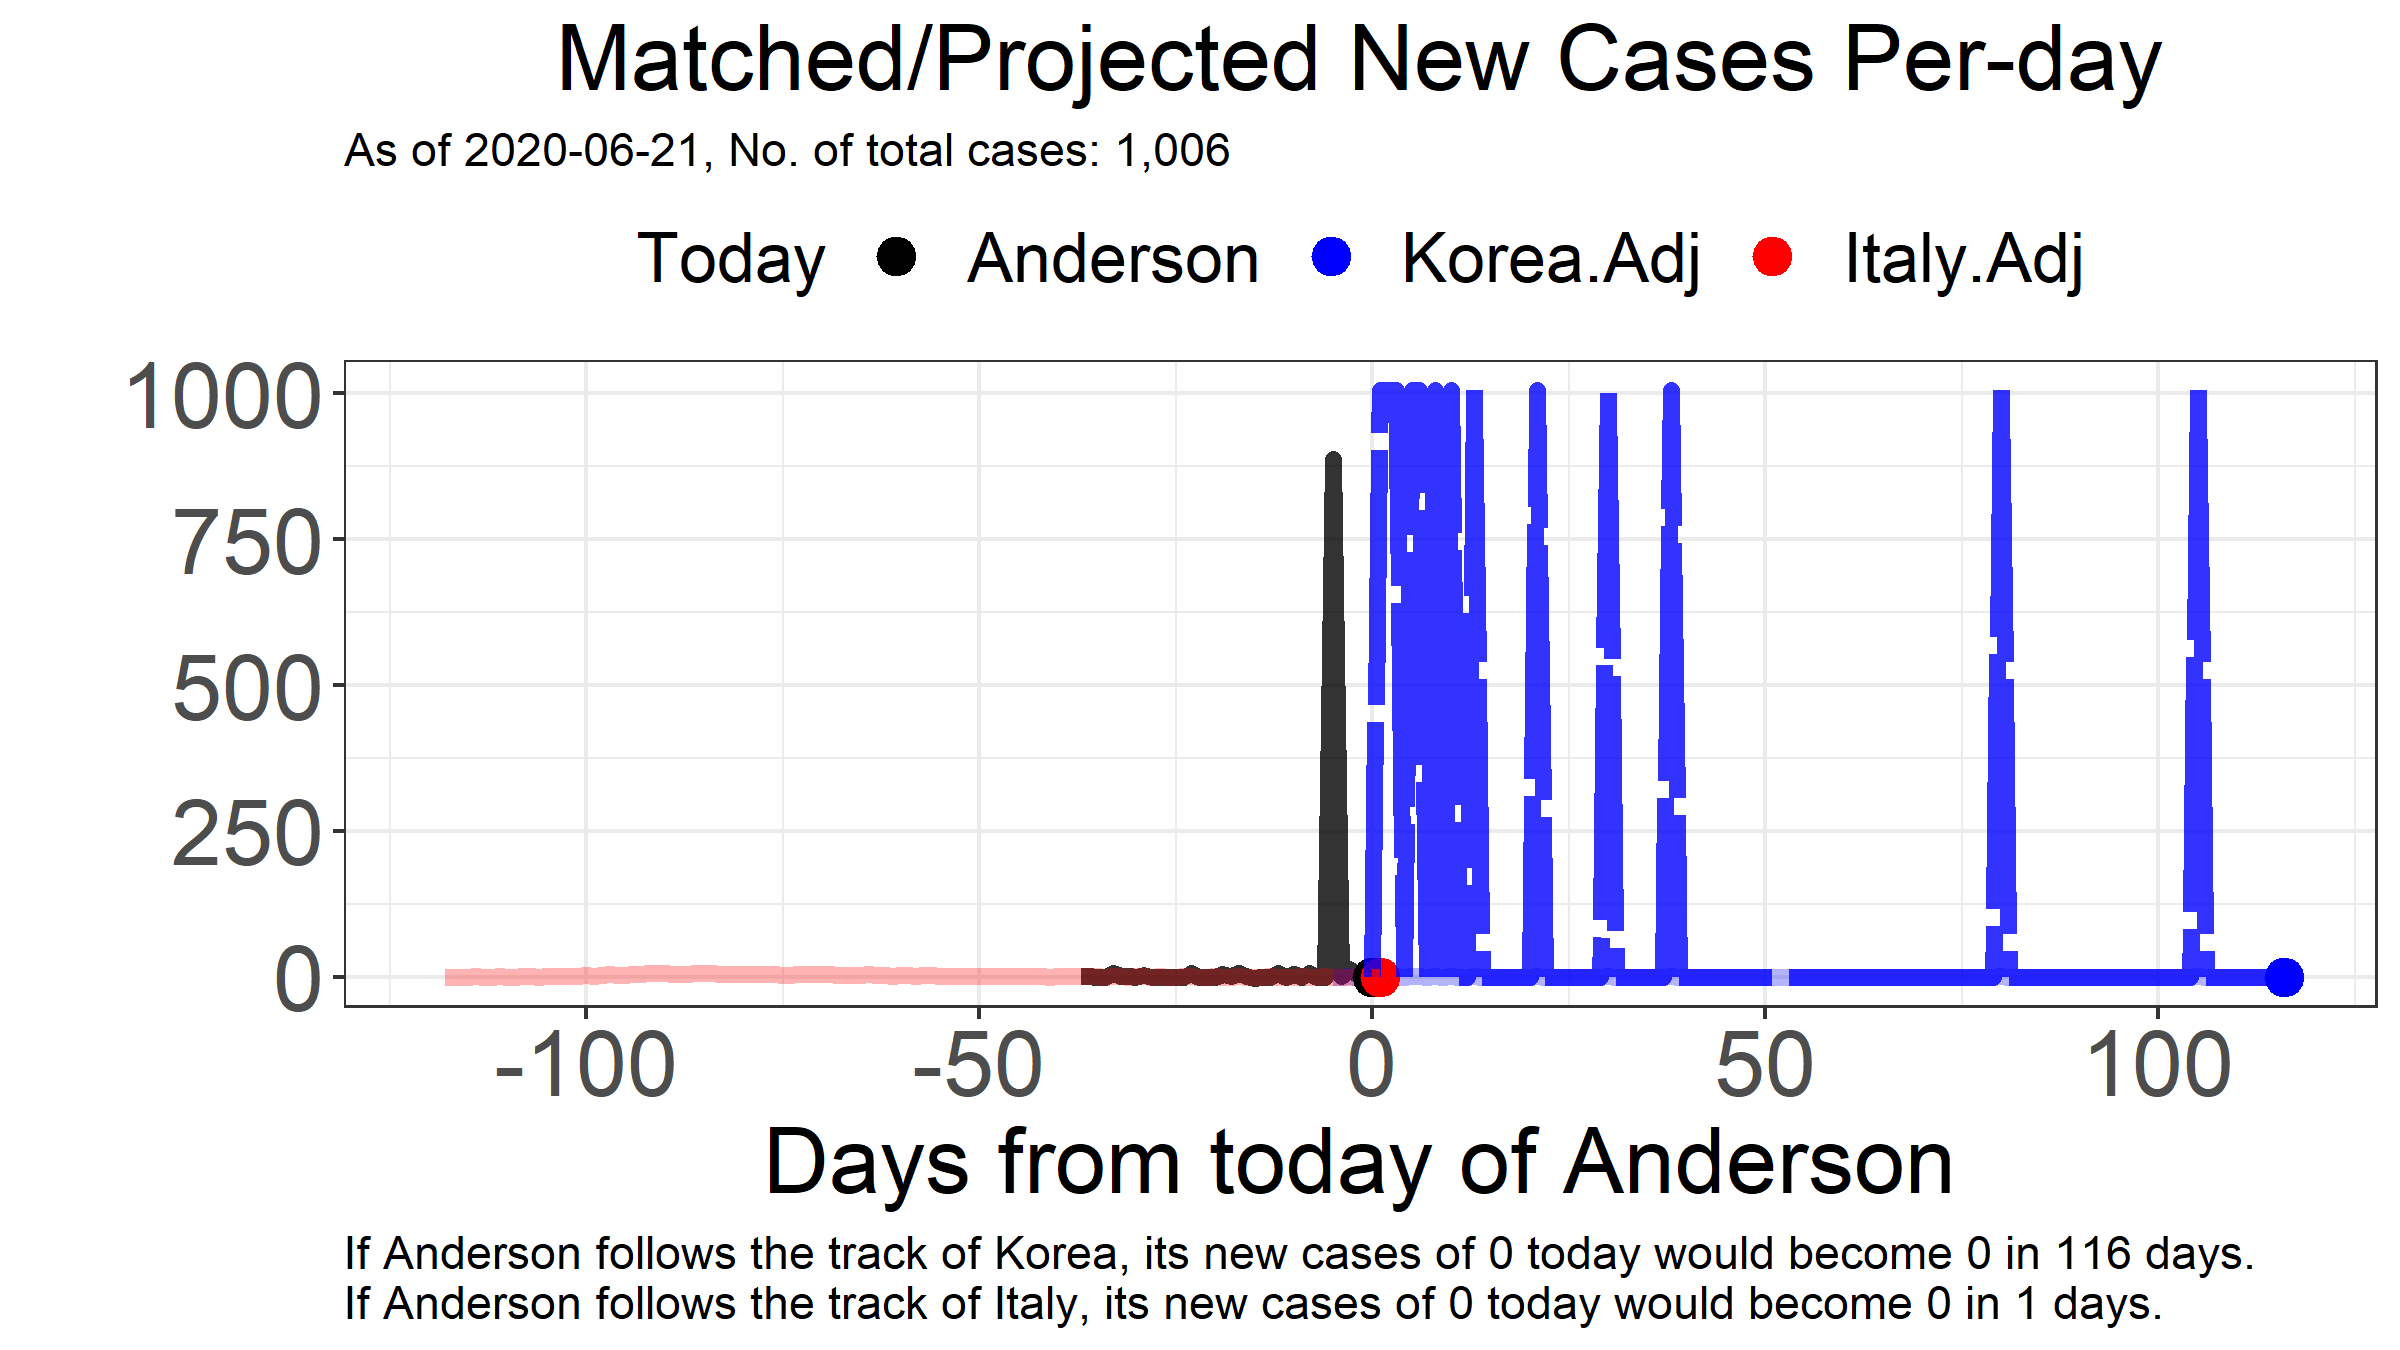 Matched/Projected New Cases Per-day
As of 2020-06-21, No. of total cases: 1,006
Today Anderson Korea.Adj Italy.Adj
1000
750
500
250
0
-100 -50 0 50 100
Days from today of Anderson
If Anderson follows the track of Korea, its new cases of 0 today would become 0 in 116 days.
If Anderson follows the track of Italy, its new cases of 0 today would become 0 in 1 days.